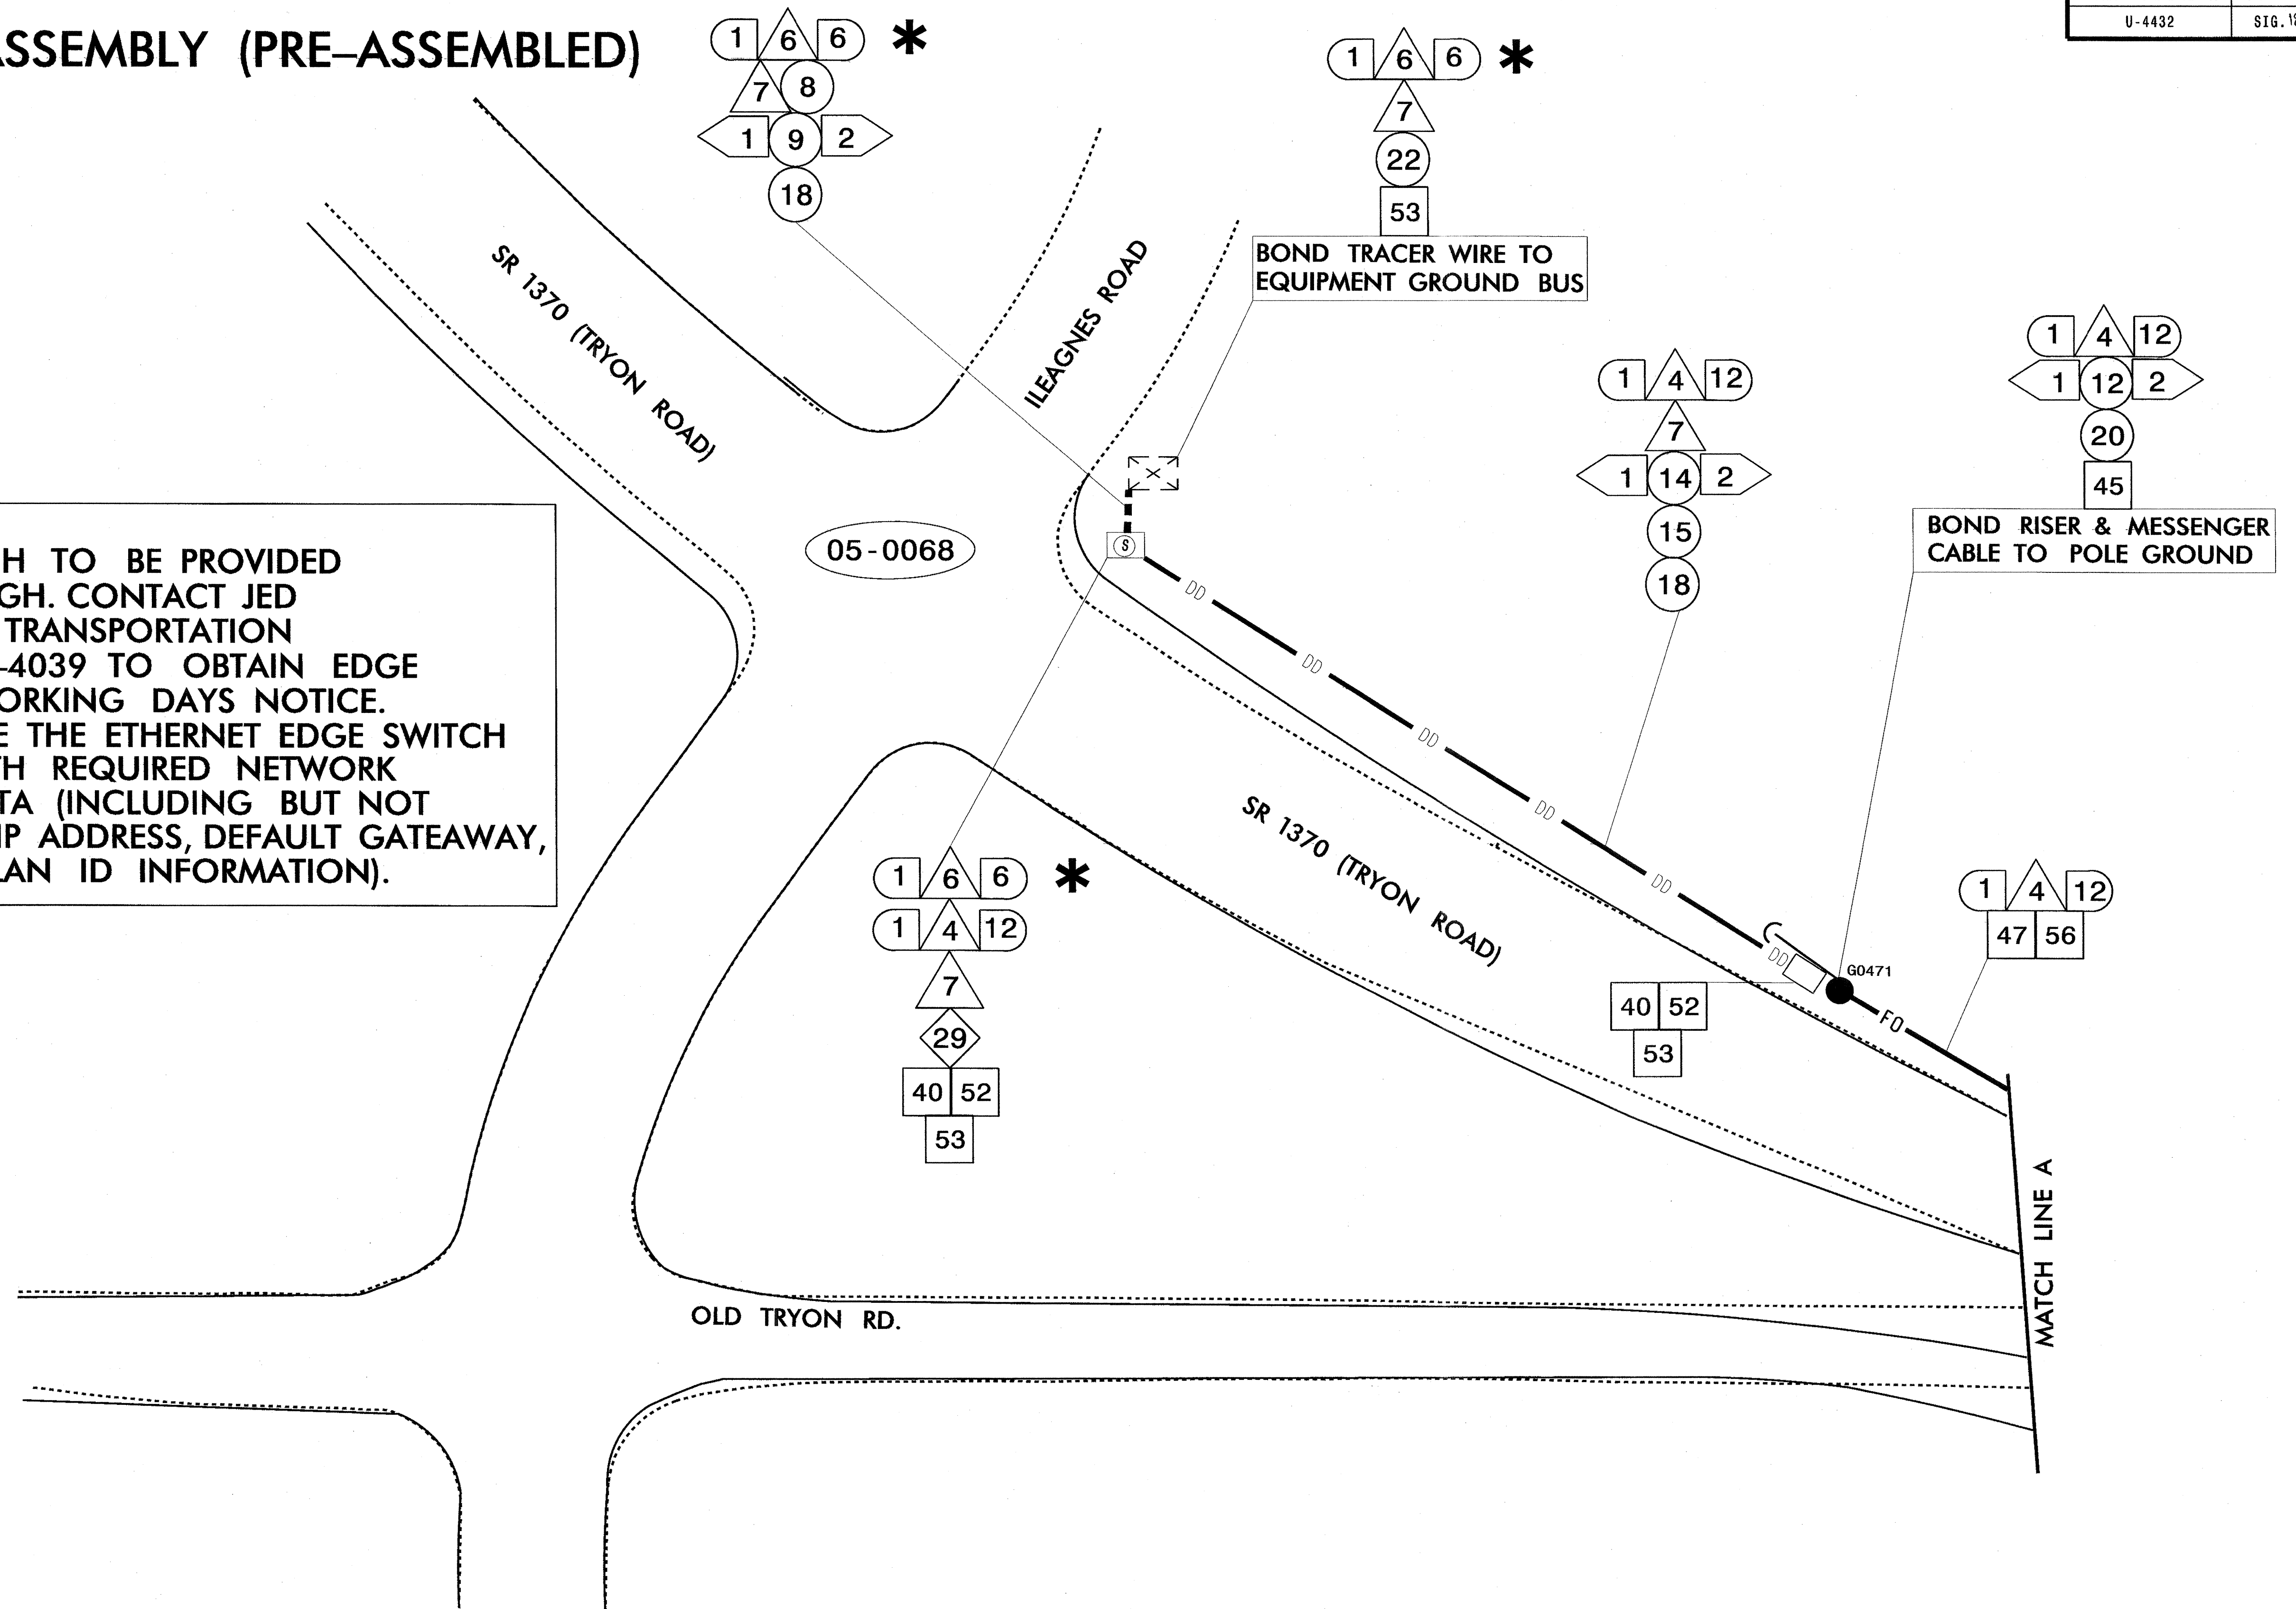 U-4432
SSEMBLY (PRE–ASSEMBLED)
1 6 6 *
7 8
1 9 2
18
1 6 6 *
7
22
53
BOND TRACER WIRE TO
EQUIPMENT GROUND BUS
SR 1370 (TRYON ROAD)
ILEAGNES ROAD
1 4 12
7
1 14 2
15
18
1 4 12
1 12 2
20
45
BOND RISER & MESSENGER
CABLE TO POLE GROUND
H TO BE PROVIDED
GH. CONTACT JED
TRANSPORTATION
-4039 TO OBTAIN EDGE
ORKING DAYS NOTICE.
E THE ETHERNET EDGE SWITCH
TH REQUIRED NETWORK
TA (INCLUDING BUT NOT
IP ADDRESS, DEFAULT GATEAWAY,
LAN ID INFORMATION).
05-0068
S
DD
DD
DD
DD
DD
DD
SR 1370 (TRYON ROAD)
1 6 6 *
1 4 12
7
29
40 52
53
G0471
FO
40 52
53
1 4 12
47 56
MATCH LINE A
OLD TRYON RD.